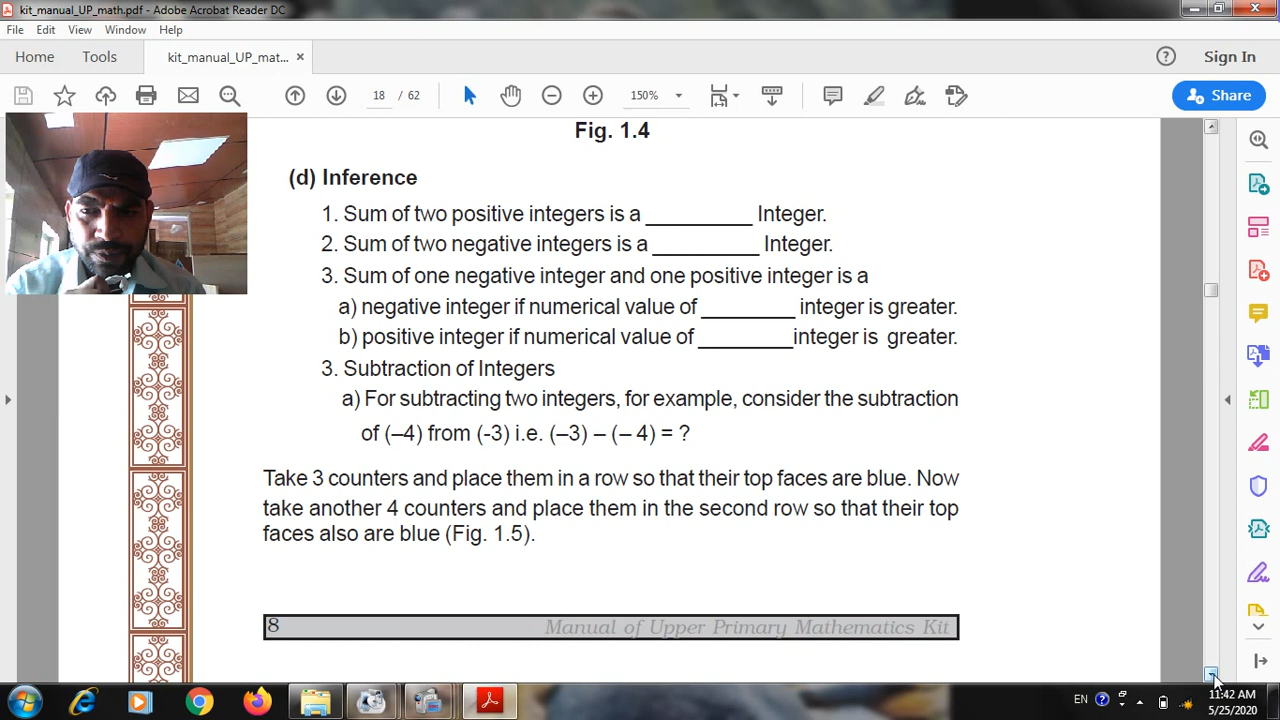 kit_manual_UP_math.pdf - Adobe Acrobat Reader DC
File Edit View Window Help
Home Tools kit_manual_UP_mat... × Sign In
18 / 62 150% Share
Fig. 1.4
(d) Inference
1. Sum of two positive integers is a __________ Integer.
2. Sum of two negative integers is a __________ Integer.
3. Sum of one negative integer and one positive integer is a
a) negative integer if numerical value of _________ integer is greater.
b) positive integer if numerical value of _________integer is greater.
3. Subtraction of Integers
a) For subtracting two integers, for example, consider the subtraction
of (–4) from (-3) i.e. (–3) – (– 4) = ?
Take 3 counters and place them in a row so that their top faces are blue. Now
take another 4 counters and place them in the second row so that their top
faces also are blue (Fig. 1.5).
8 Manual of Upper Primary Mathematics Kit
EN 11:42 AM
5/25/2020